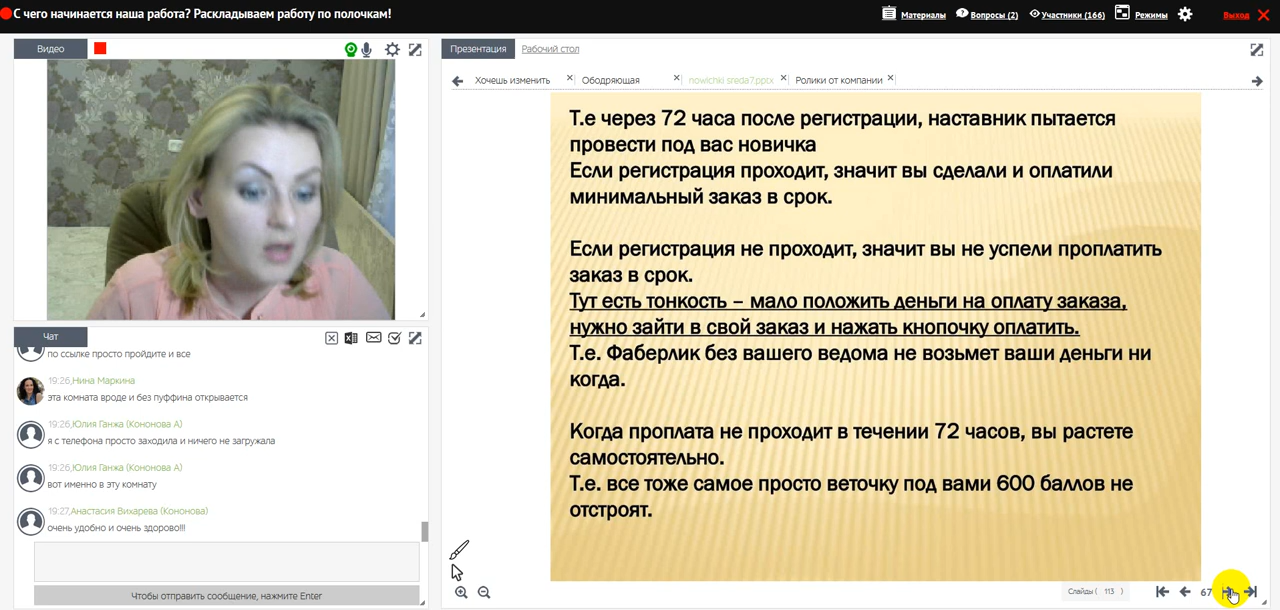 С чего начинается наша работа? Раскладываем работу по полочкам!
Материалы
Вопросы (2)
Участники (166)
Режимы
Выход
Видео
Чат
по ссылке просто пройдите и все
19:26, Нина Маркина
эта комната вроде и без пуффина открывается
19:26, Юлия Ганжа (Кононова А)
я с телефона просто заходила и ничего не загружала
19:26, Юлия Ганжа (Кононова А)
вот именно в эту комнату
19:27, Анастасия Вихарева (Кононова)
очень удобно и очень здорово!!!
Чтобы отправить сообщение, нажмите Enter
Презентация
Рабочий стол
Хочешь изменить
Ободряющая
nowichki sreda7.pptx
Ролики от компании
Т.е через 72 часа после регистрации, наставник пытается
провести под вас новичка
Если регистрация проходит, значит вы сделали и оплатили
минимальный заказ в срок.
Если регистрация не проходит, значит вы не успели проплатить
заказ в срок.
Тут есть тонкость – мало положить деньги на оплату заказа,
нужно зайти в свой заказ и нажать кнопочку оплатить.
Т.е. Фаберлик без вашего ведома не возьмет ваши деньги ни
когда.
Когда проплата не проходит в течении 72 часов, вы растете
самостоятельно.
Т.е. все тоже самое просто веточку под вами 600 баллов не
отстроят.
Слайды ( 113 )
67